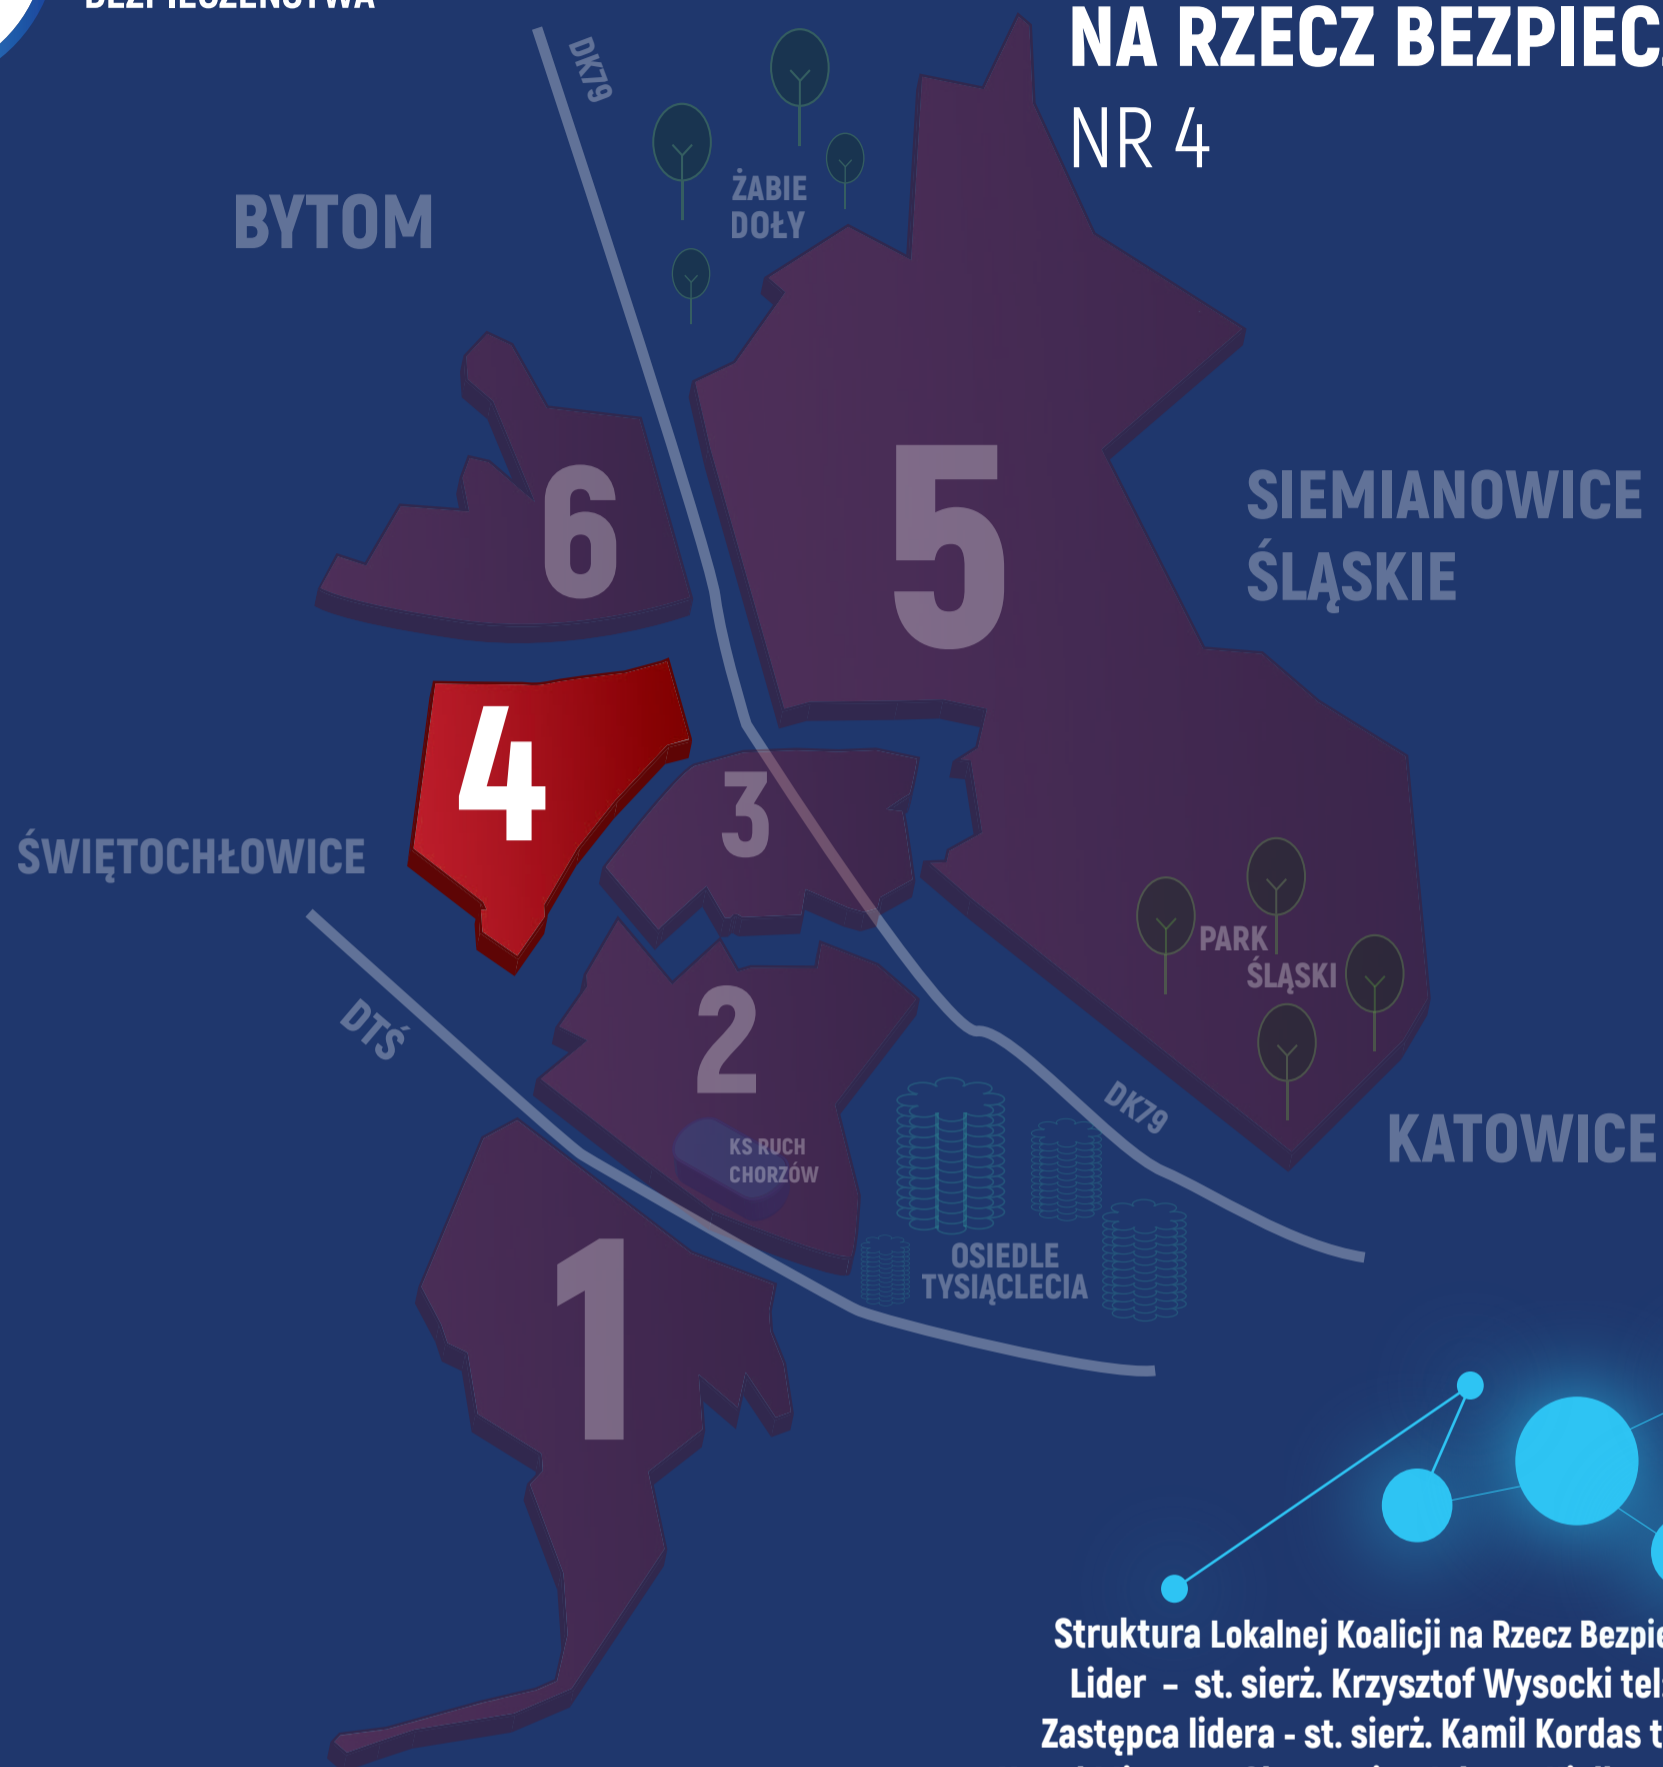 BEZPIECZEŃSTWA
NA RZECZ BEZPIEC
NR 4
DK79
ŻABIE
DOŁY
BYTOM
6
5
SIEMIANOWICE
ŚLĄSKIE
4
3
ŚWIĘTOCHŁOWICE
PARK
ŚLĄSKI
DTŚ
2
DK79
KATOWICE
KS RUCH
CHORZÓW
OSIEDLE
TYSIĄCLECIA
1
Struktura Lokalnej Koalicji na Rzecz Bezpie
Lider – st. sierż. Krzysztof Wysocki tel:
Zastępca lidera - st. sierż. Kamil Kordas t